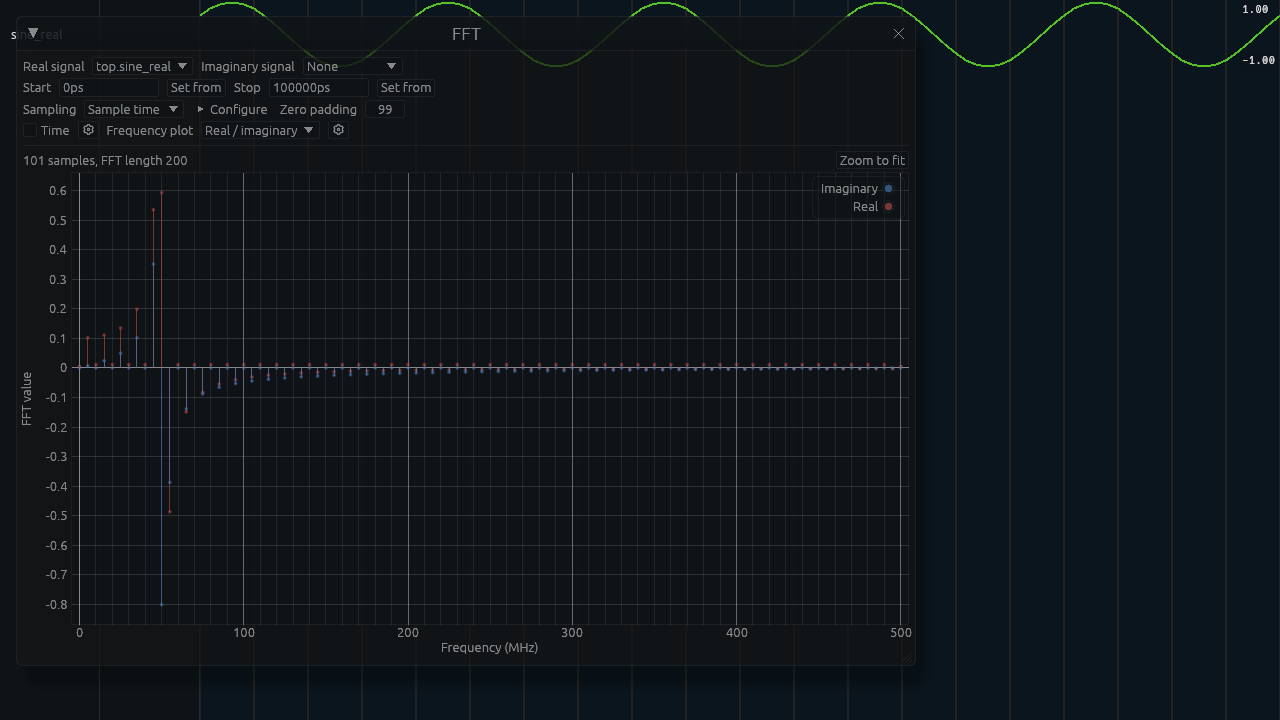 1.00
sine_real
FFT
-1.00
Real signal top.sine_real Imaginary signal None
Start 0ps Set from Stop 100000ps Set from
Sampling Sample time Configure Zero padding 99
Time Frequency plot Real / imaginary
101 samples, FFT length 200 Zoom to fit
Imaginary
Real
0.6
0.5
0.4
0.3
0.2
0.1
0
-0.1
-0.2
-0.3
-0.4
-0.5
-0.6
-0.7
-0.8
FFT value
0 100 200 300 400 500
Frequency (MHz)